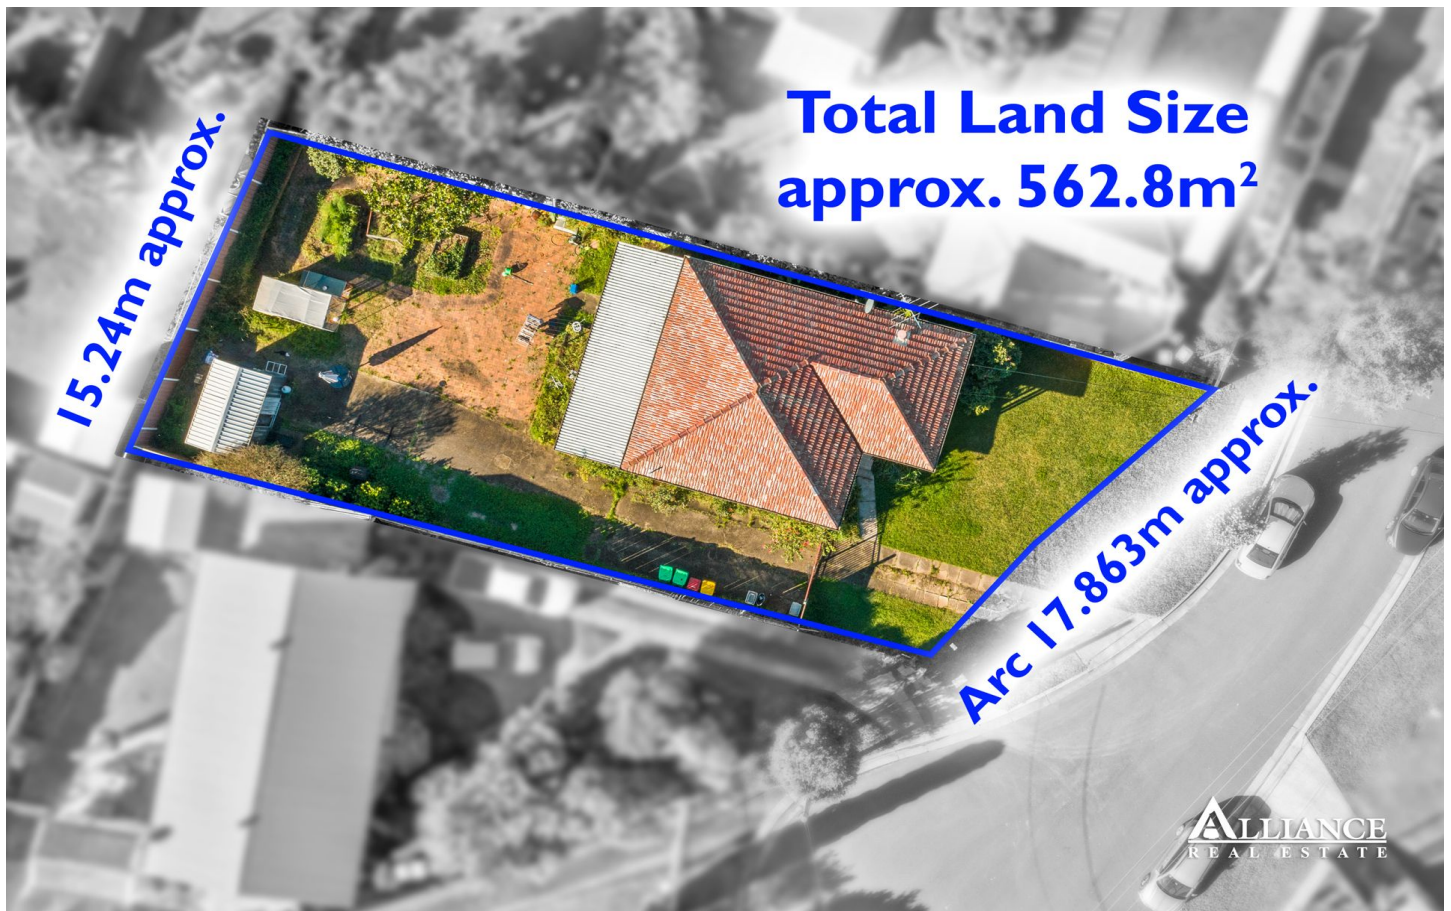 Total Land Size
approx. 562.8m²
15.24m approx.
Arc 17.863m approx.
ALLIANCE
REAL ESTATE